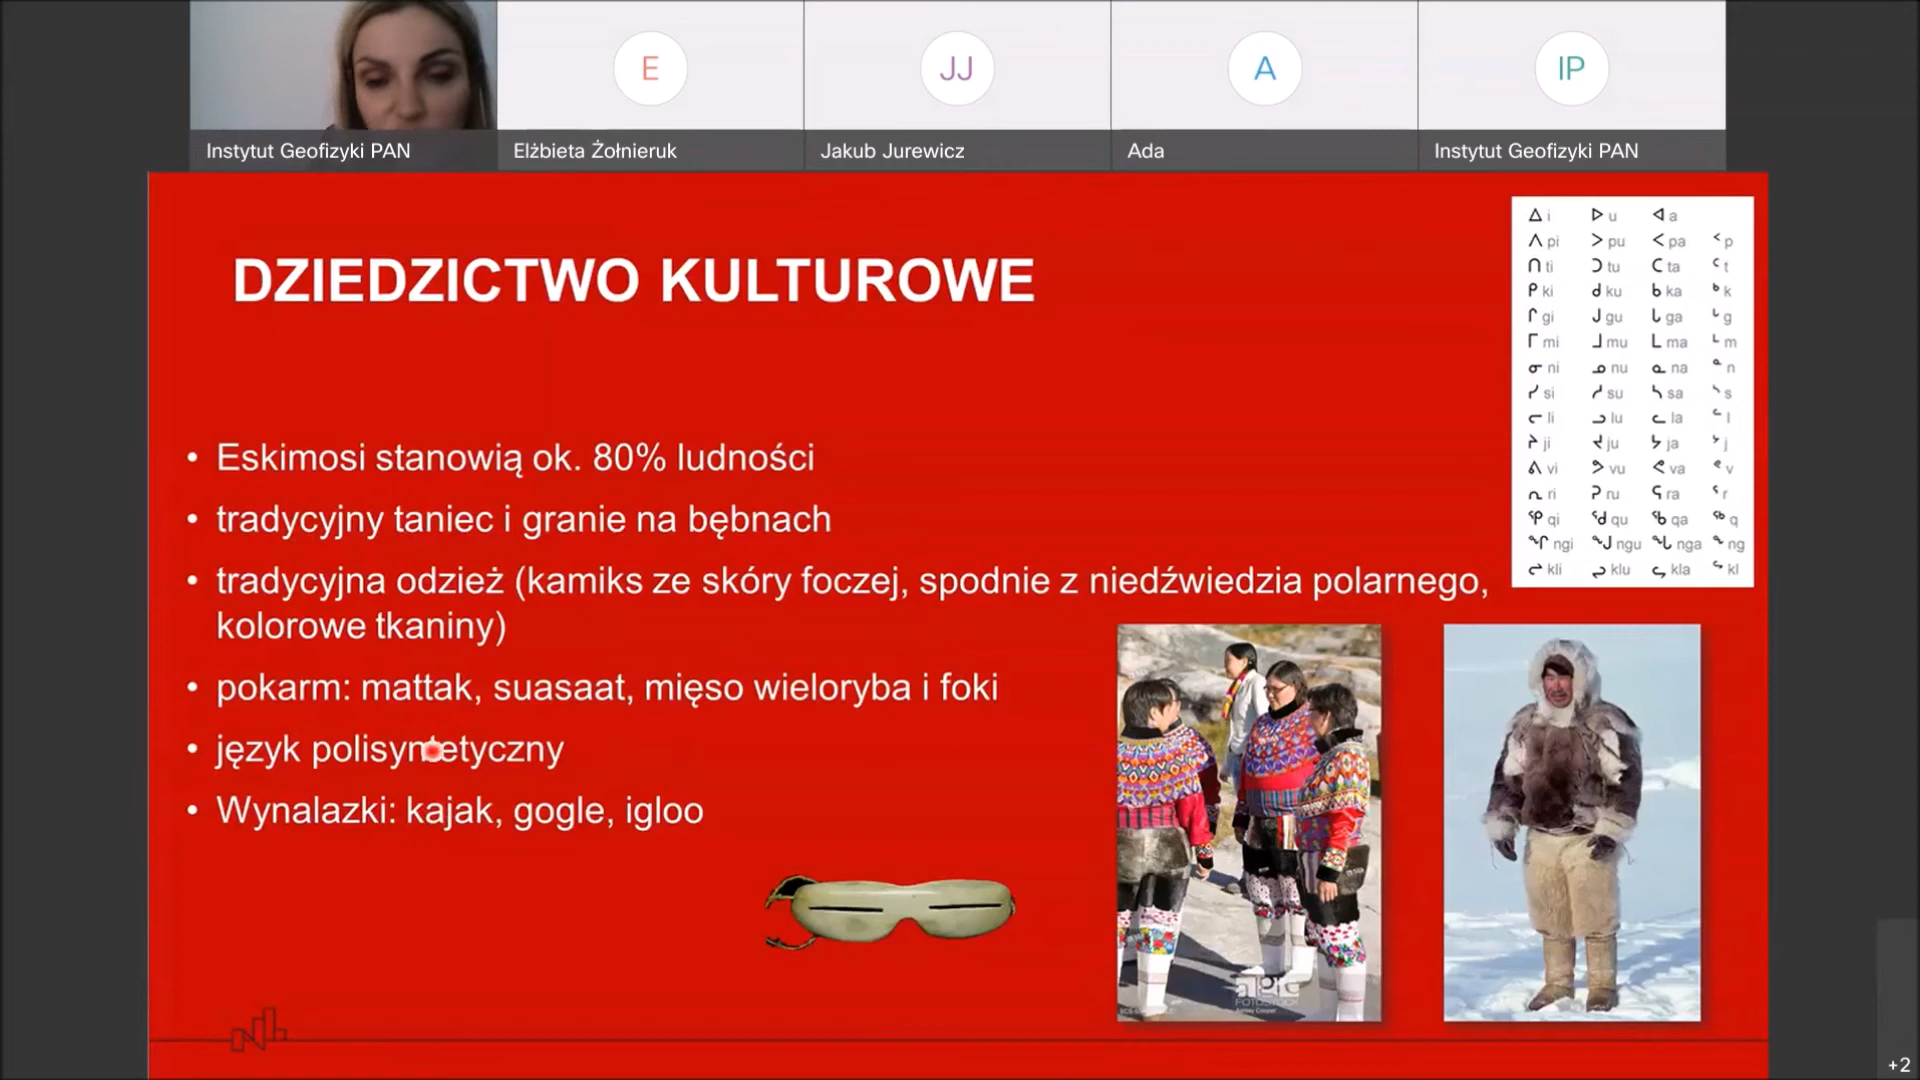 E
JJ
A
IP
Instytut Geofizyki PAN
Elżbieta Żołnieruk
Jakub Jurewicz
Ada
Instytut Geofizyki PAN
DZIEDZICTWO KULTUROWE
• Eskimosi stanowią ok. 80% ludności
• tradycyjny taniec i granie na bębnach
• tradycyjna odzież (kamiks ze skóry foczej, spodnie z niedźwiedzia polarnego,
kolorowe tkaniny)
• pokarm: mattak, suasaat, mięso wieloryba i foki
• język polisyntetyczny
• Wynalazki: kajak, gogle, igloo
ᐃ i ᐅ u ᐊ a
ᐱ pi ᐳ pu ᐸ pa ᑉ p
ᑎ ti ᑐ tu ᑕ ta ᑦ t
ᑭ ki ᑯ ku ᑲ ka ᒃ k
ᒋ gi ᒍ gu ᒐ ga ᒡ g
ᒥ mi ᒧ mu ᒪ ma ᒻ m
ᓂ ni ᓄ nu ᓇ na ᓐ n
ᓯ si ᓱ su ᓴ sa ᔅ s
ᓕ li ᓗ lu ᓚ la ᓪ l
ᔨ ji ᔪ ju ᔭ ja ᔾ j
ᕕ vi ᕗ vu ᕙ va ᕝ v
ᕆ ri ᕈ ru ᕋ ra ᕐ r
ᕿ qi ᖁ qu ᖃ qa ᖅ q
ᖏ ngi ᖑ ngu ᖓ nga ᖕ ng
ᖠ kli ᖢ klu ᖤ kla ᖦ kl
FOTOSTOCK
+2